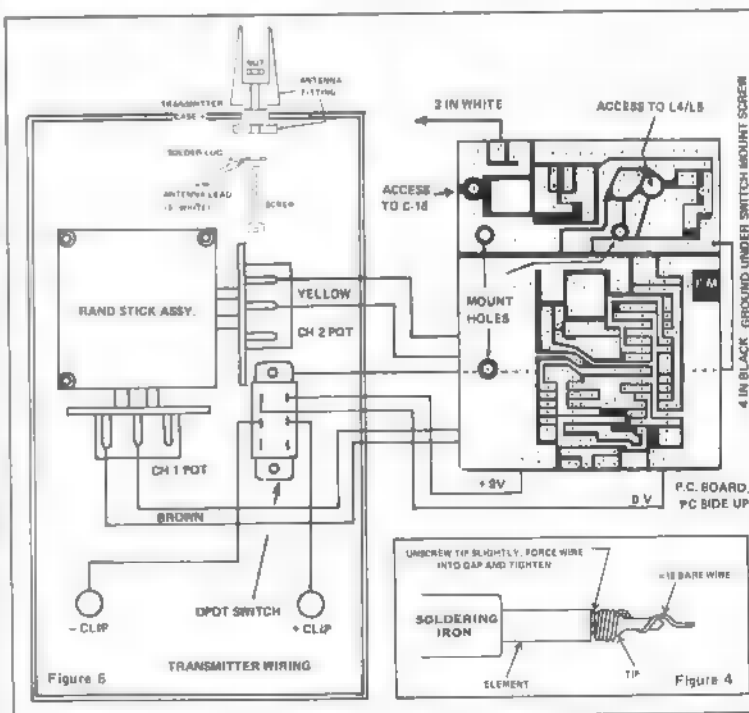 NUT
ANTENNA
FITTING
TRANSMITTER
CASE
SOLDER LUG
ANTENNA LEAD
SCREW
RAND STICK ASSY.
YELLOW
CH 2 POT
CH 1 POT
BROWN
DPDT SWITCH
– CLIP
+ CLIP
TRANSMITTER WIRING
Figure 5
3 IN WHITE
ACCESS TO L4/L5
ACCESS
TO C-18
MOUNT
HOLES
+9V
0 V
P.C. BOARD,
PC SIDE UP
4 IN BLACK GROUND UNDER SWITCH MOUNT SCREW
UNSCREW TIP SLIGHTLY, FORCE WIRE
INTO GAP AND TIGHTEN
BARE WIRE
SOLDERING
IRON
ELEMENT
TIP
Figure 4